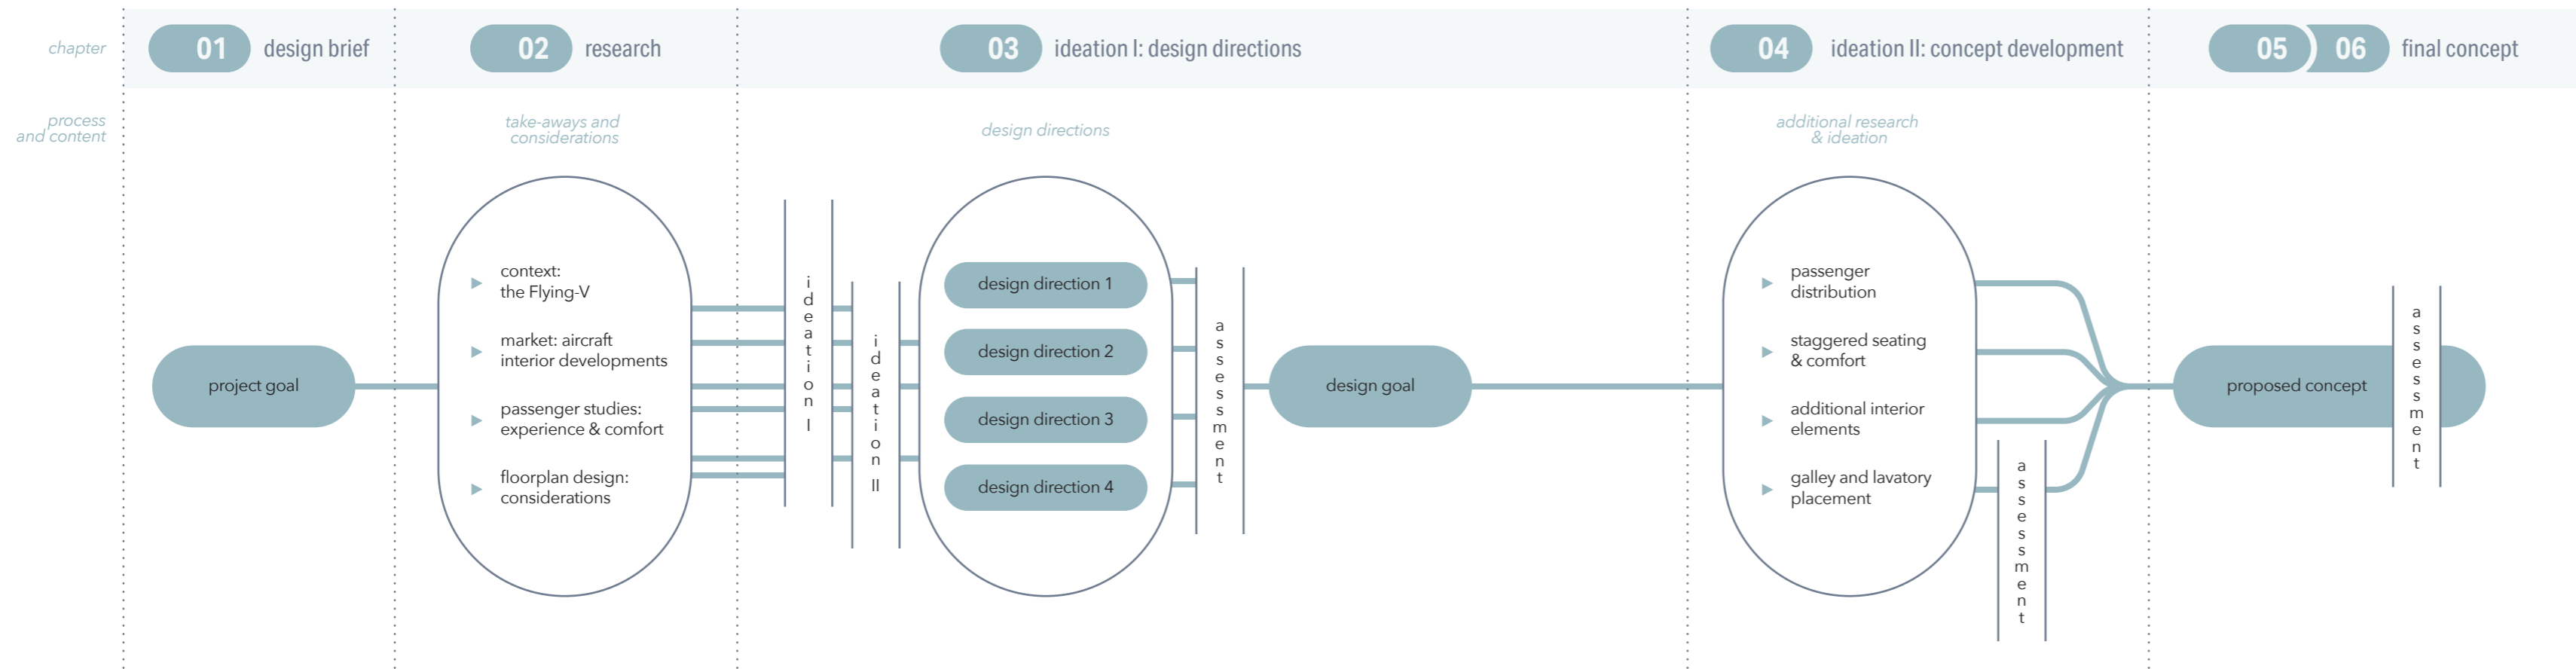 chapter
01 design brief
02 research
03 ideation I: design directions
04 ideation II: concept development
05 06 final concept
process
and content
take-aways and
considerations
design directions
additional research
& ideation
project goal
context:
the Flying-V
market: aircraft
interior developments
passenger studies:
experience & comfort
floorplan design:
considerations
ideation I
ideation II
design direction 1
design direction 2
design direction 3
design direction 4
assessment
design goal
passenger
distribution
staggered seating
& comfort
additional interior
elements
galley and lavatory
placement
assessment
proposed concept
assessment